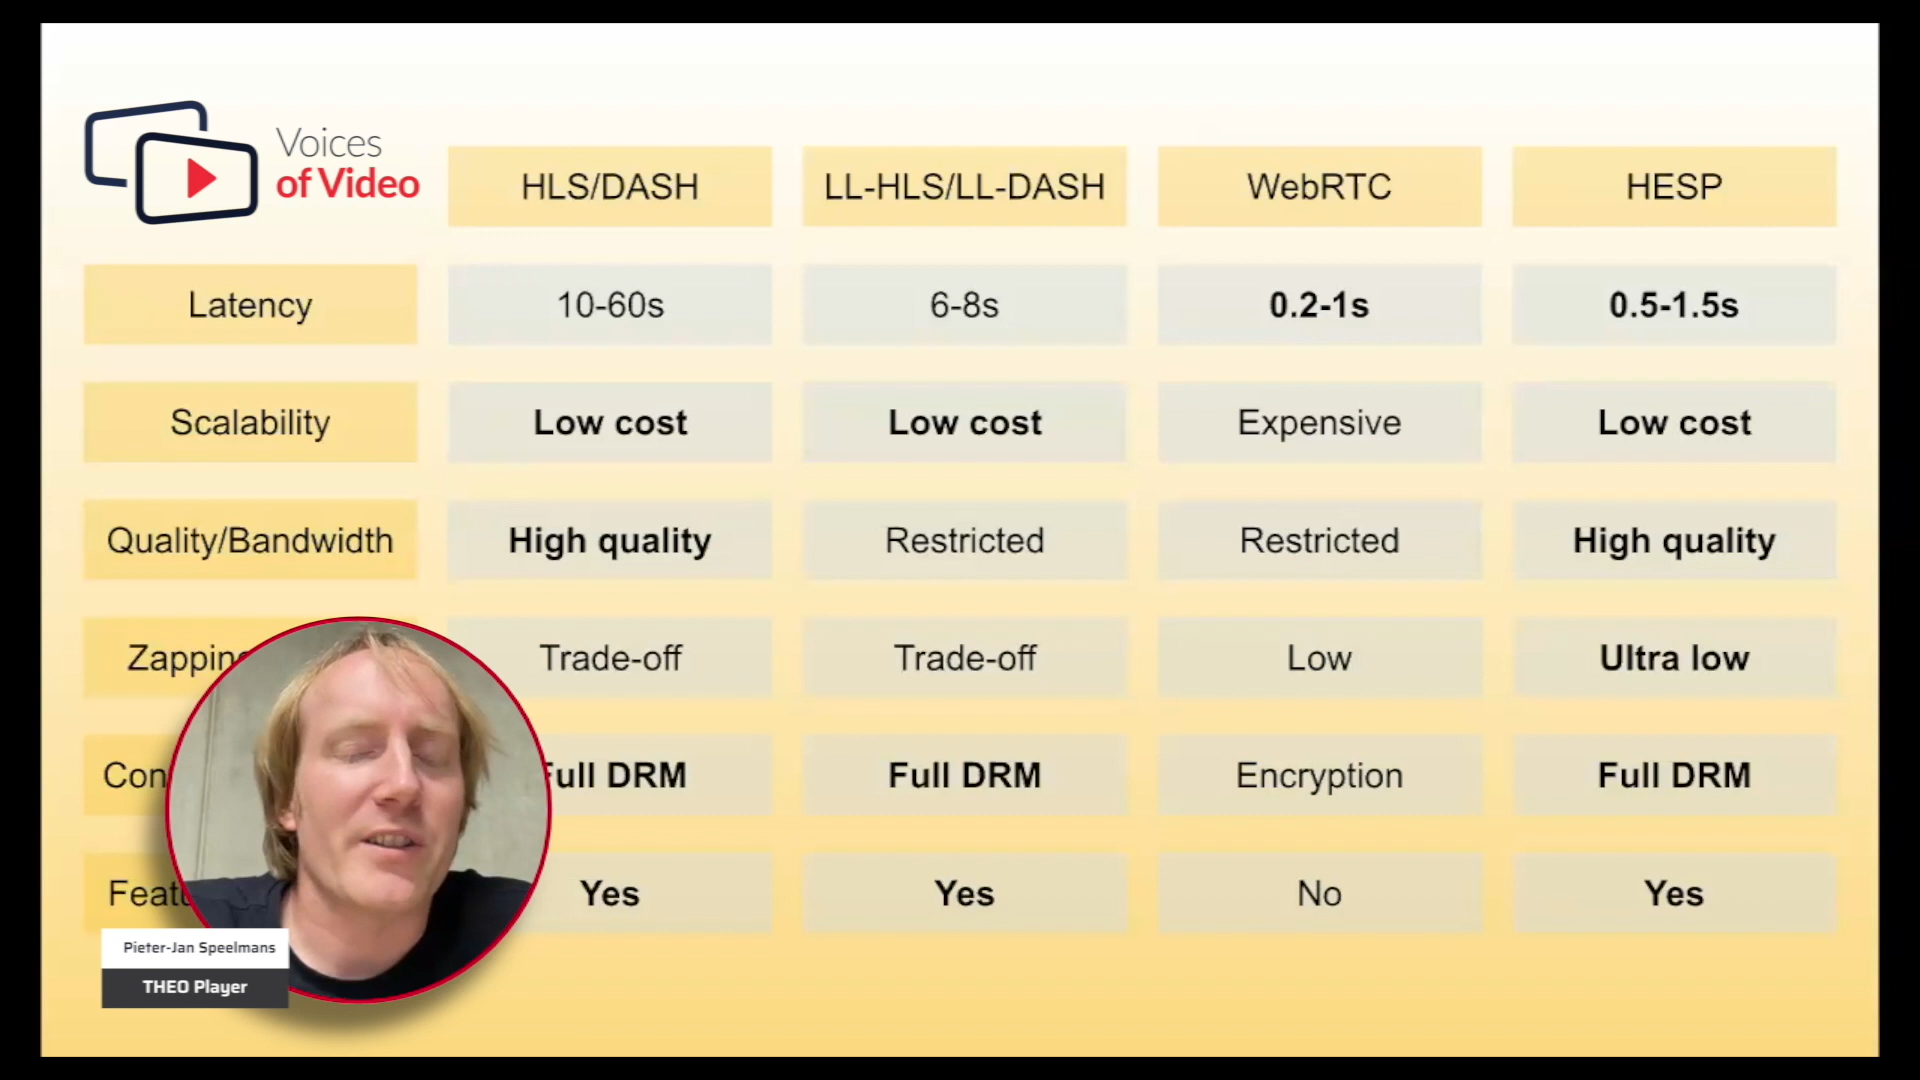 Voices
of Video
HLS/DASH LL-HLS/LL-DASH WebRTC HESP
Latency 10-60s 6-8s 0.2-1s 0.5-1.5s
Scalability Low cost Low cost Expensive Low cost
Quality/Bandwidth High quality Restricted Restricted High quality
Trade-off Trade-off Low Ultra low
Full DRM Full DRM Encryption Full DRM
Yes Yes No Yes
Pieter-Jan Speelmans
THEO Player